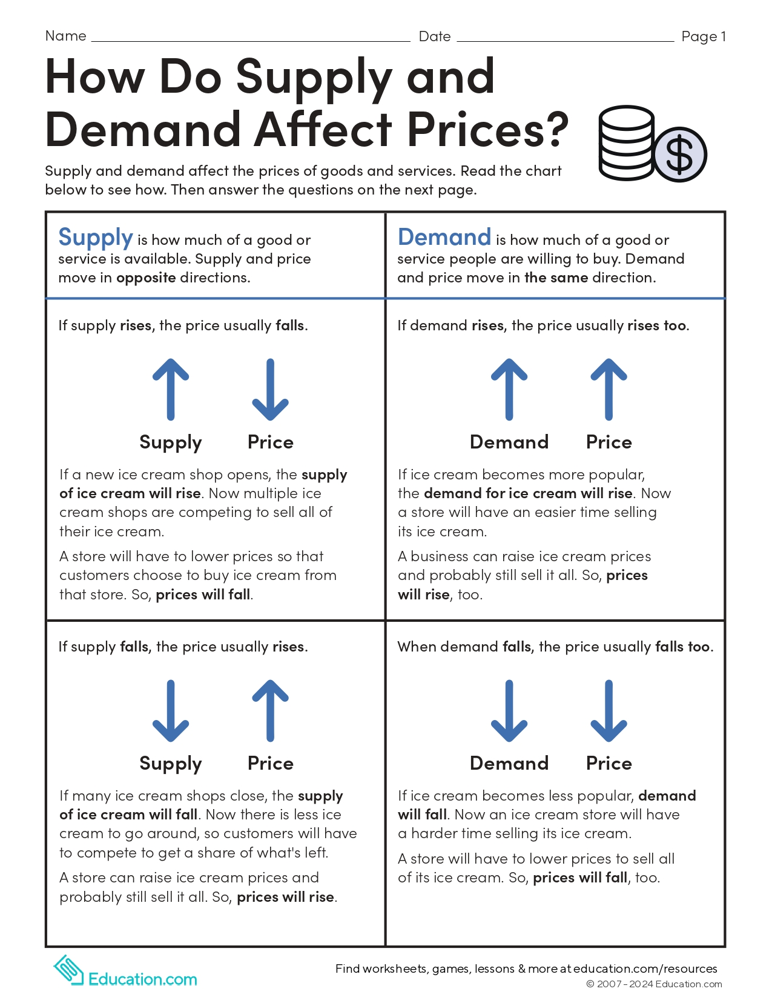 Name Date Page 1
How Do Supply and
Demand Affect Prices?
$
Supply and demand affect the prices of goods and services. Read the chart
below to see how. Then answer the questions on the next page.
Supply is how much of a good or
service is available. Supply and price
move in opposite directions.
Demand is how much of a good or
service people are willing to buy. Demand
and price move in the same direction.
If supply rises, the price usually falls.
Supply Price
If a new ice cream shop opens, the supply
of ice cream will rise. Now multiple ice
cream shops are competing to sell all of
their ice cream.
A store will have to lower prices so that
customers choose to buy ice cream from
that store. So, prices will fall.
If demand rises, the price usually rises too.
Demand Price
If ice cream becomes more popular,
the demand for ice cream will rise. Now
a store will have an easier time selling
its ice cream.
A business can raise ice cream prices
and probably still sell it all. So, prices
will rise, too.
If supply falls, the price usually rises.
Supply Price
If many ice cream shops close, the supply
of ice cream will fall. Now there is less ice
cream to go around, so customers will have
to compete to get a share of what's left.
A store can raise ice cream prices and
probably still sell it all. So, prices will rise.
When demand falls, the price usually falls too.
Demand Price
If ice cream becomes less popular, demand
will fall. Now an ice cream store will have
a harder time selling its ice cream.
A store will have to lower prices to sell all
of its ice cream. So, prices will fall, too.
Education.com
Find worksheets, games, lessons & more at education.com/resources
© 2007 - 2024 Education.com